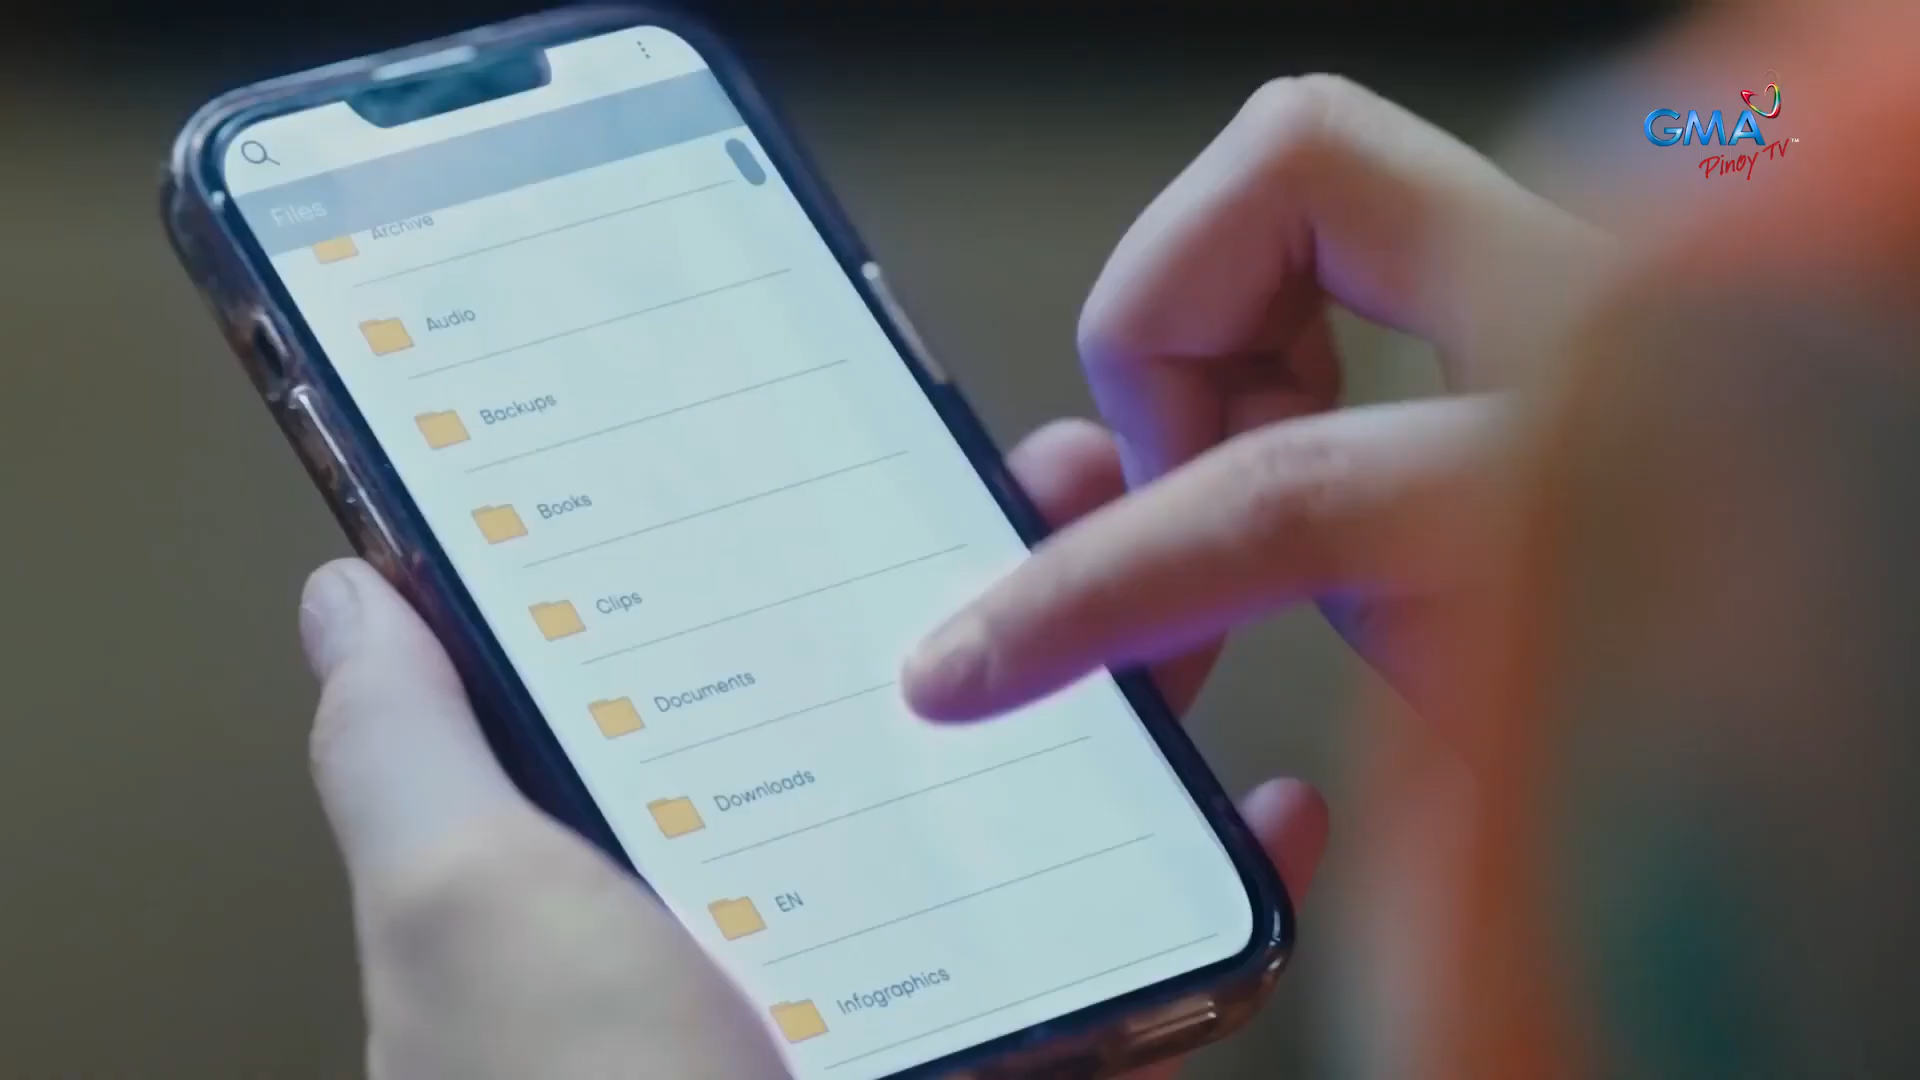 GMA
Pinoy TV
Files
Archive
Audio
Backups
Books
Clips
Documents
Downloads
EN
Infographics